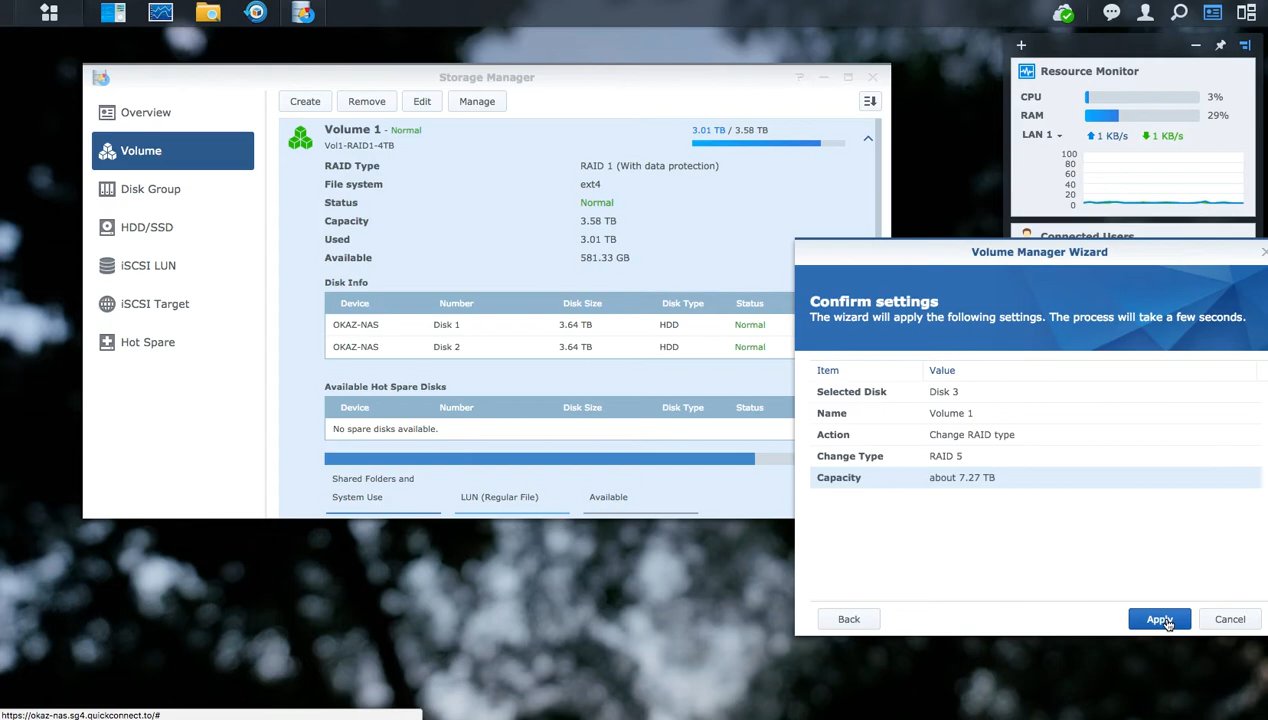 Storage Manager
Create
Remove
Edit
Manage
Overview
Volume
Disk Group
HDD/SSD
iSCSI LUN
iSCSI Target
Hot Spare
Volume 1 - Normal
Vol1-RAID1-4TB
3.01 TB / 3.58 TB
RAID Type RAID 1 (With data protection)
File system ext4
Status Normal
Capacity 3.58 TB
Used 3.01 TB
Available 581.33 GB
Disk Info
Device Number Disk Size Disk Type Status
OKAZ-NAS Disk 1 3.64 TB HDD Normal
OKAZ-NAS Disk 2 3.64 TB HDD Normal
Available Hot Spare Disks
Device Number Disk Size Disk Type Status
No spare disks available.
Shared Folders and
System Use LUN (Regular File) Available
Resource Monitor
CPU 3%
RAM 29%
LAN 1 1 KB/s 1 KB/s
100
80
60
40
20
0
Connected Users
Volume Manager Wizard
Confirm settings
The wizard will apply the following settings. The process will take a few seconds.
Item Value
Selected Disk Disk 3
Name Volume 1
Action Change RAID type
Change Type RAID 5
Capacity about 7.27 TB
Back
Apply
Cancel
https://okaz-nas.sg4.quickconnect.to/#